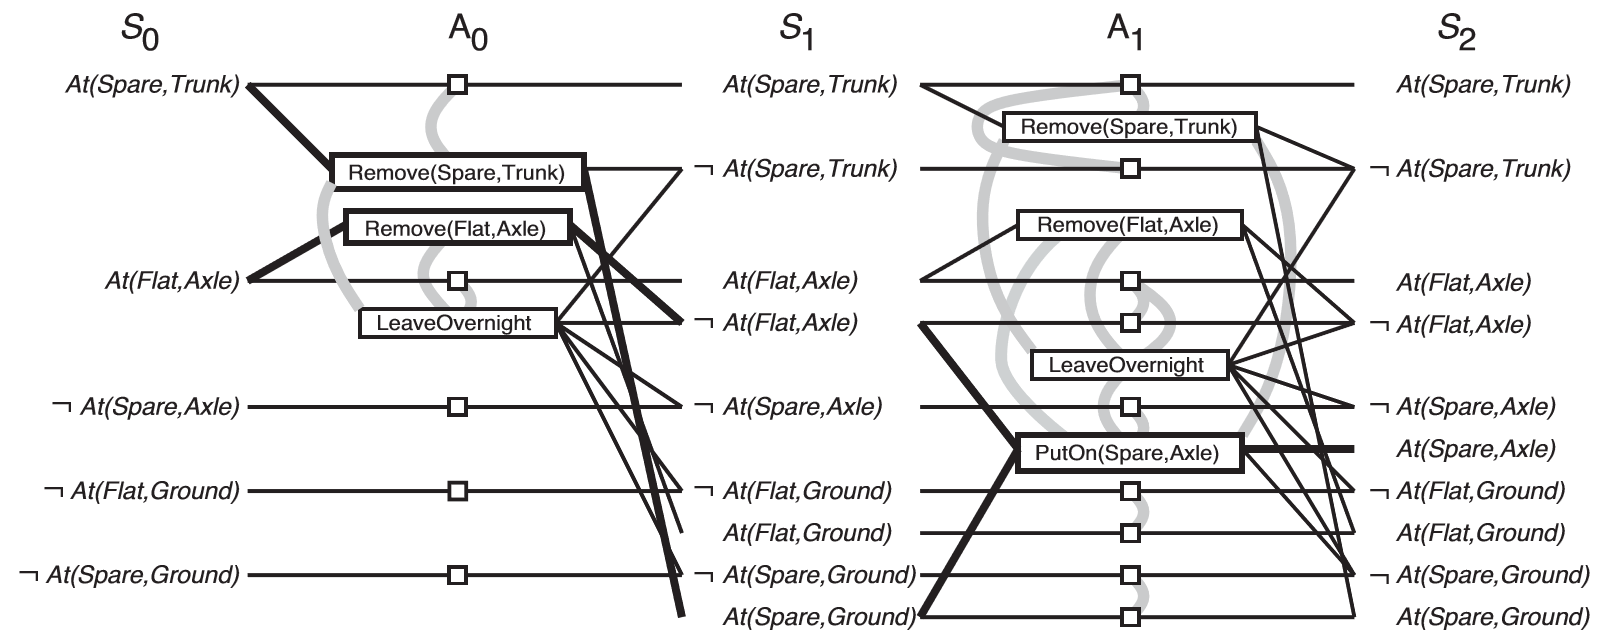 S0 A0 S1 A1 S2
At(Spare,Trunk) At(Spare,Trunk) At(Spare,Trunk)
Remove(Spare,Trunk)
Remove(Spare,Trunk) ¬ At(Spare,Trunk) ¬ At(Spare,Trunk)
Remove(Flat,Axle) Remove(Flat,Axle)
At(Flat,Axle) At(Flat,Axle) At(Flat,Axle)
LeaveOvernight ¬ At(Flat,Axle) ¬ At(Flat,Axle)
LeaveOvernight
¬ At(Spare,Axle) ¬ At(Spare,Axle) ¬ At(Spare,Axle)
PutOn(Spare,Axle) At(Spare,Axle)
¬ At(Flat,Ground) ¬ At(Flat,Ground) ¬ At(Flat,Ground)
At(Flat,Ground) At(Flat,Ground)
¬ At(Spare,Ground) ¬ At(Spare,Ground) ¬ At(Spare,Ground)
At(Spare,Ground) At(Spare,Ground)